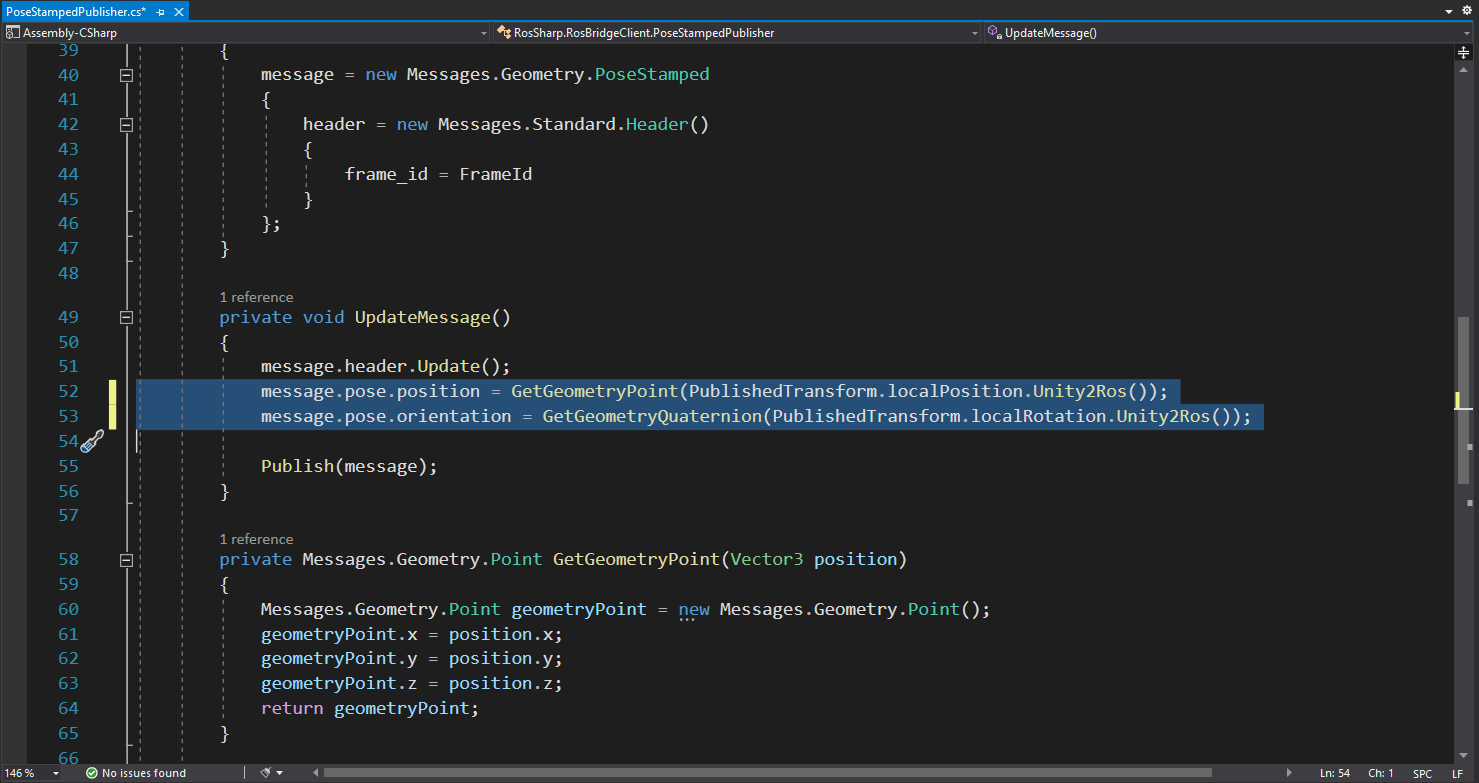 PoseStampedPublisher.cs*
Assembly-CSharp RosSharp.RosBridgeClient.PoseStampedPublisher UpdateMessage()
39 {
40 message = new Messages.Geometry.PoseStamped
41 {
42 header = new Messages.Standard.Header()
43 {
44 frame_id = FrameId
45 }
46 };
47 }
48
1 reference
49 private void UpdateMessage()
50 {
51 message.header.Update();
52 message.pose.position = GetGeometryPoint(PublishedTransform.localPosition.Unity2Ros());
53 message.pose.orientation = GetGeometryQuaternion(PublishedTransform.localRotation.Unity2Ros());
54
55 Publish(message);
56 }
57
1 reference
58 private Messages.Geometry.Point GetGeometryPoint(Vector3 position)
59 {
60 Messages.Geometry.Point geometryPoint = new Messages.Geometry.Point();
61 geometryPoint.x = position.x;
62 geometryPoint.y = position.y;
63 geometryPoint.z = position.z;
64 return geometryPoint;
65 }
66
146 % No issues found Ln: 54 Ch: 1 SPC LF